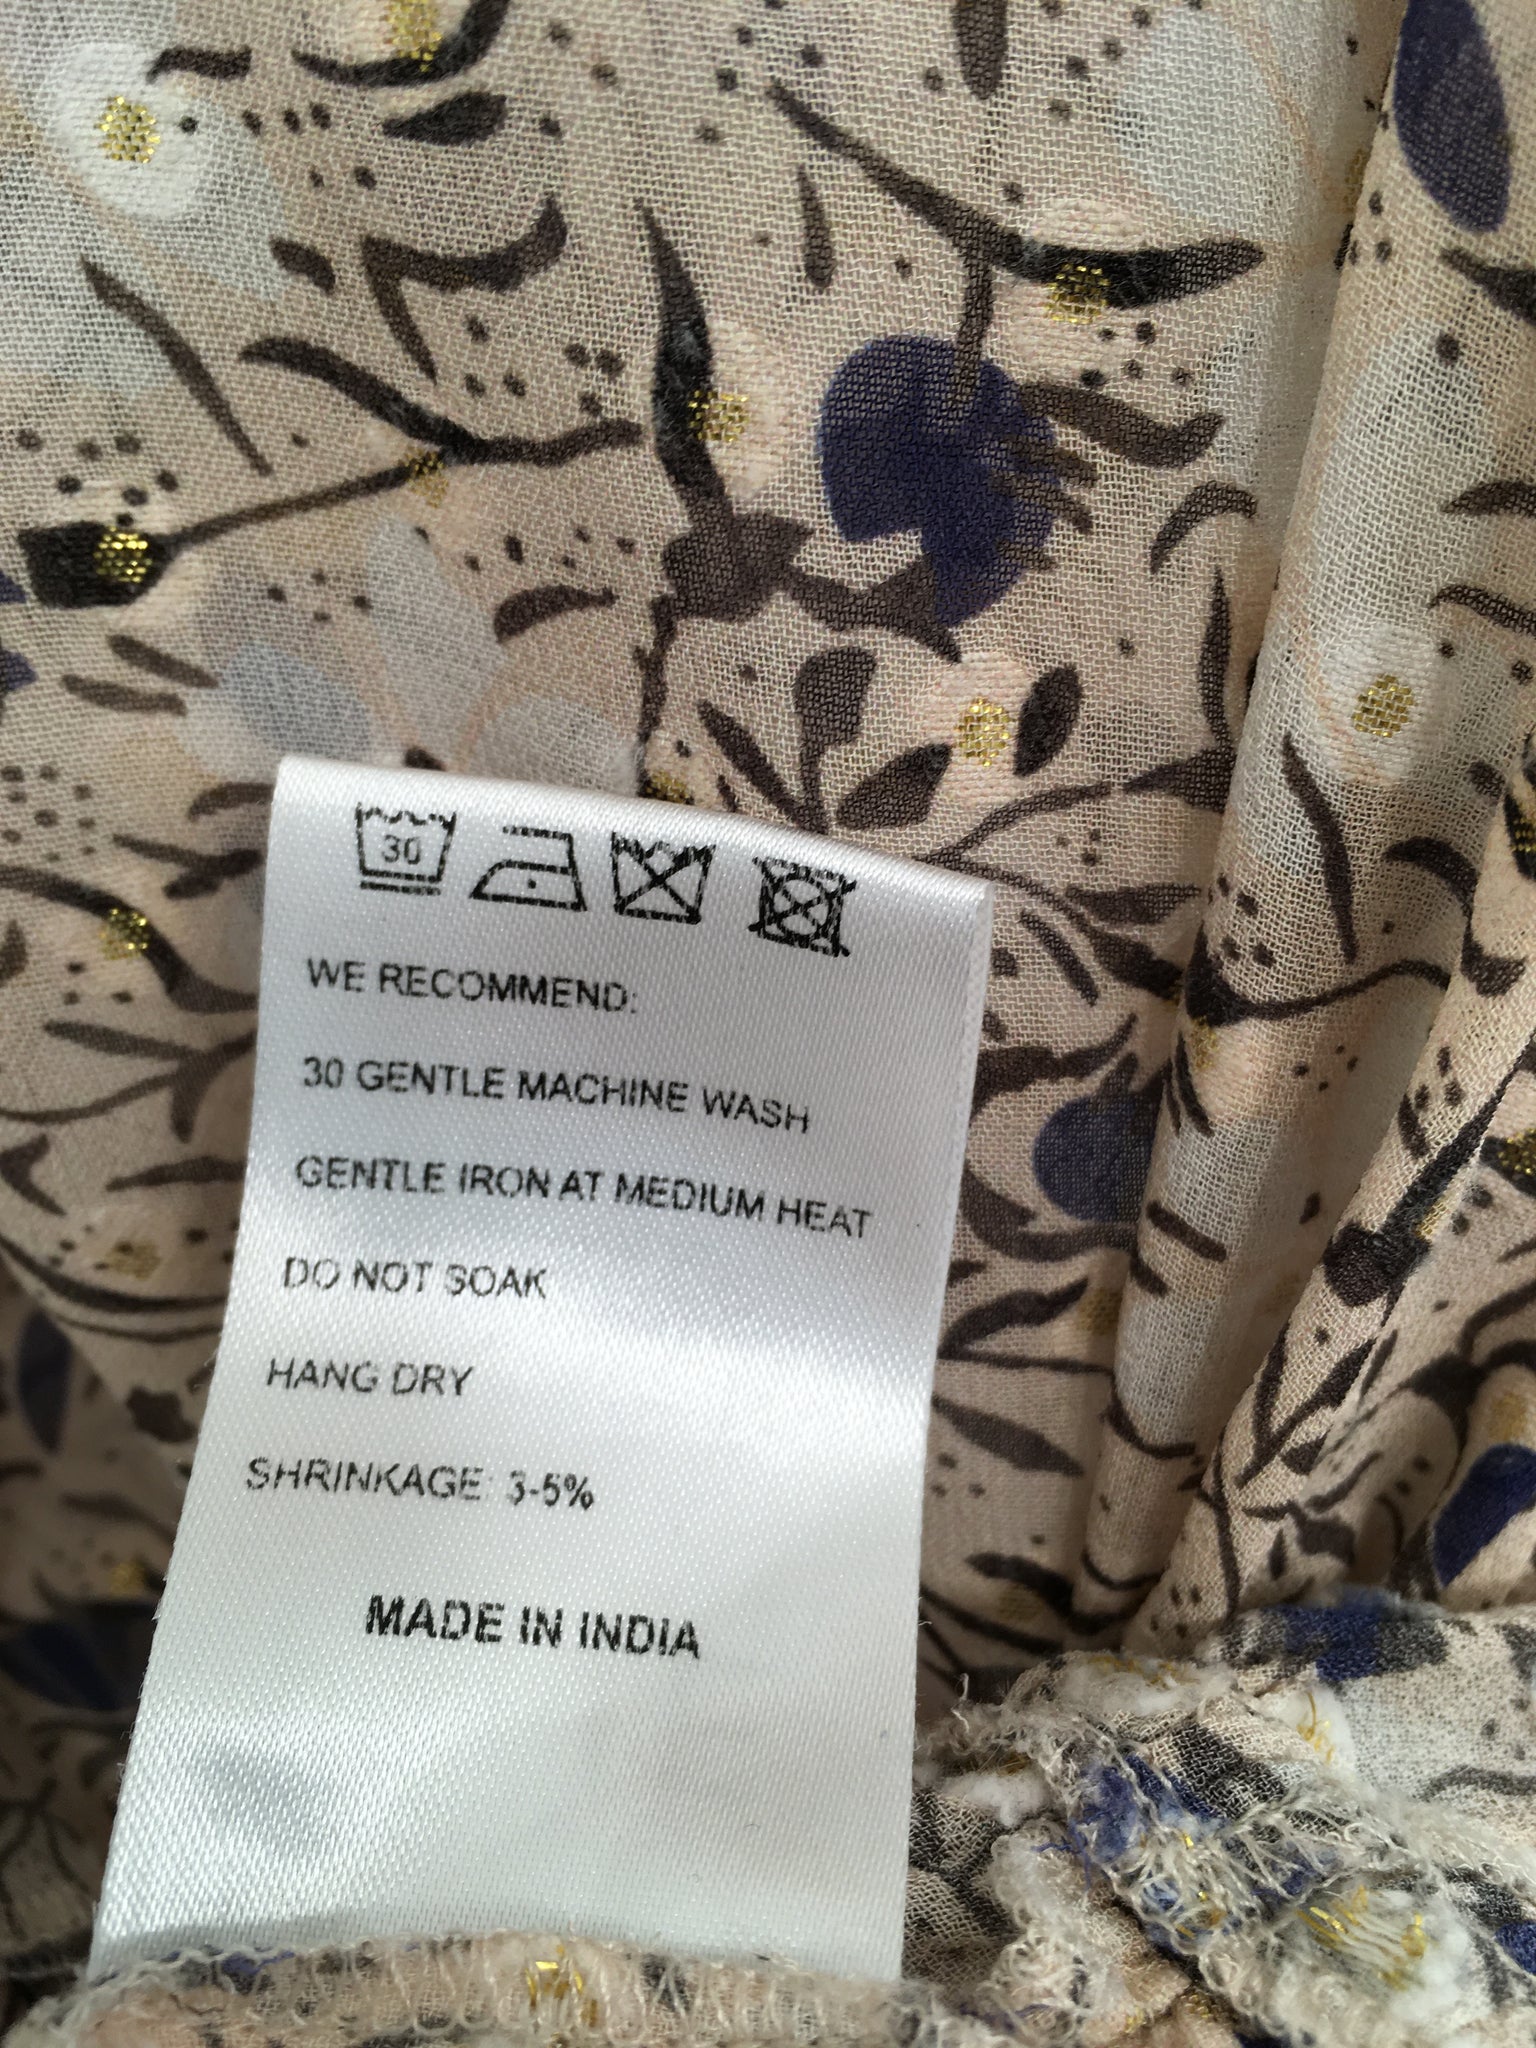 30
WE RECOMMEND:
30 GENTLE MACHINE WASH
GENTLE IRON AT MEDIUM HEAT
DO NOT SOAK
HANG DRY
SHRINKAGE: 3-5%
MADE IN INDIA